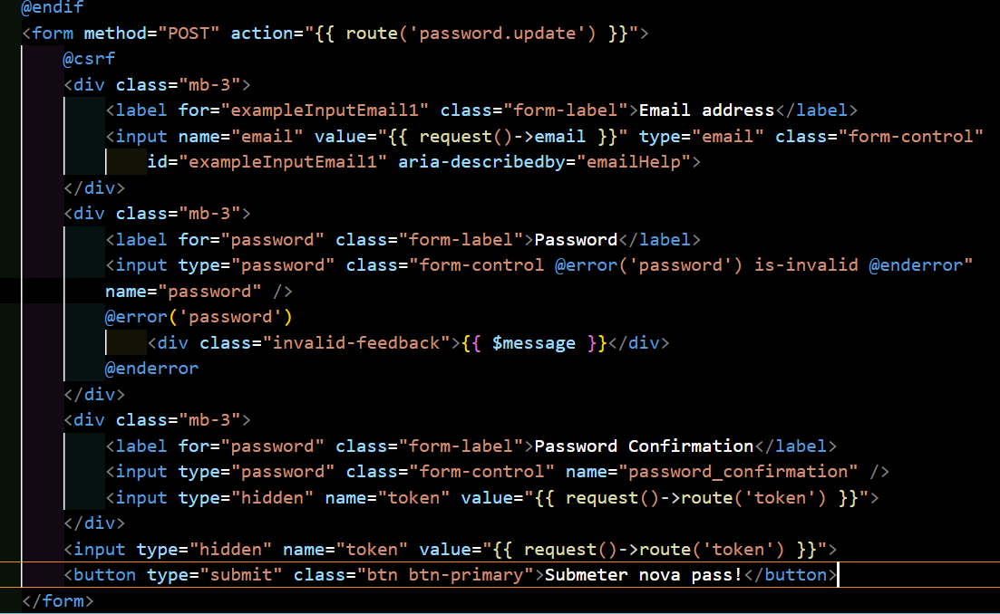 @endif
<form method="POST" action="{{ route('password.update') }}">
@csrf
<div class="mb-3">
<label for="exampleInputEmail1" class="form-label">Email address</label>
<input name="email" value="{{ request()->email }}" type="email" class="form-control"
id="exampleInputEmail1" aria-describedby="emailHelp">
</div>
<div class="mb-3">
<label for="password" class="form-label">Password</label>
<input type="password" class="form-control @error('password') is-invalid @enderror"
name="password" />
@error('password')
<div class="invalid-feedback">{{ $message }}</div>
@enderror
</div>
<div class="mb-3">
<label for="password" class="form-label">Password Confirmation</label>
<input type="password" class="form-control" name="password_confirmation" />
<input type="hidden" name="token" value="{{ request()->route('token') }}">
</div>
<input type="hidden" name="token" value="{{ request()->route('token') }}">
<button type="submit" class="btn btn-primary">Submeter nova pass!</button>
</form>